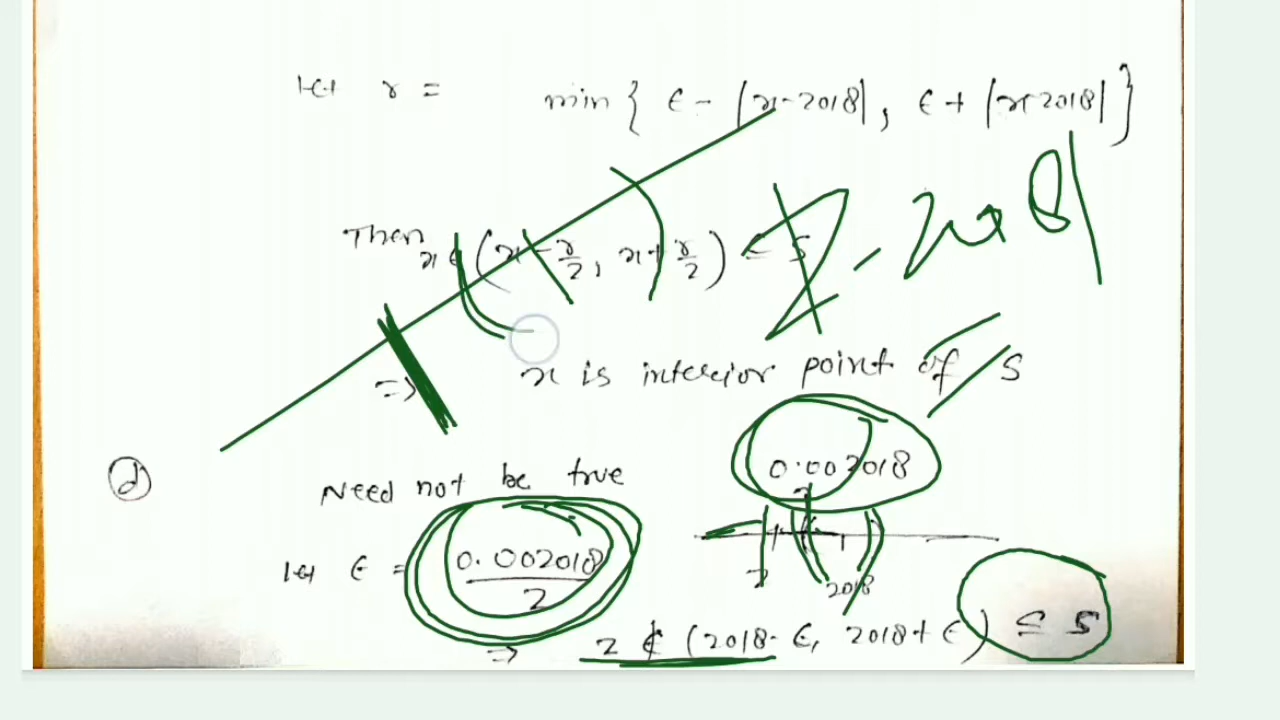 let r = min { ϵ - |x-2018|, ϵ + |x-2018| }
Then x ∈ (x - r/2, x + r/2) ⊆ S
z - 2018|
⇒ x is interior point of S
(d) Need not be true
0.002018
let ϵ = 0.002018/2
2018
⇒ 2 ∉ (2018- ϵ, 2018+ ϵ) ⊆ S